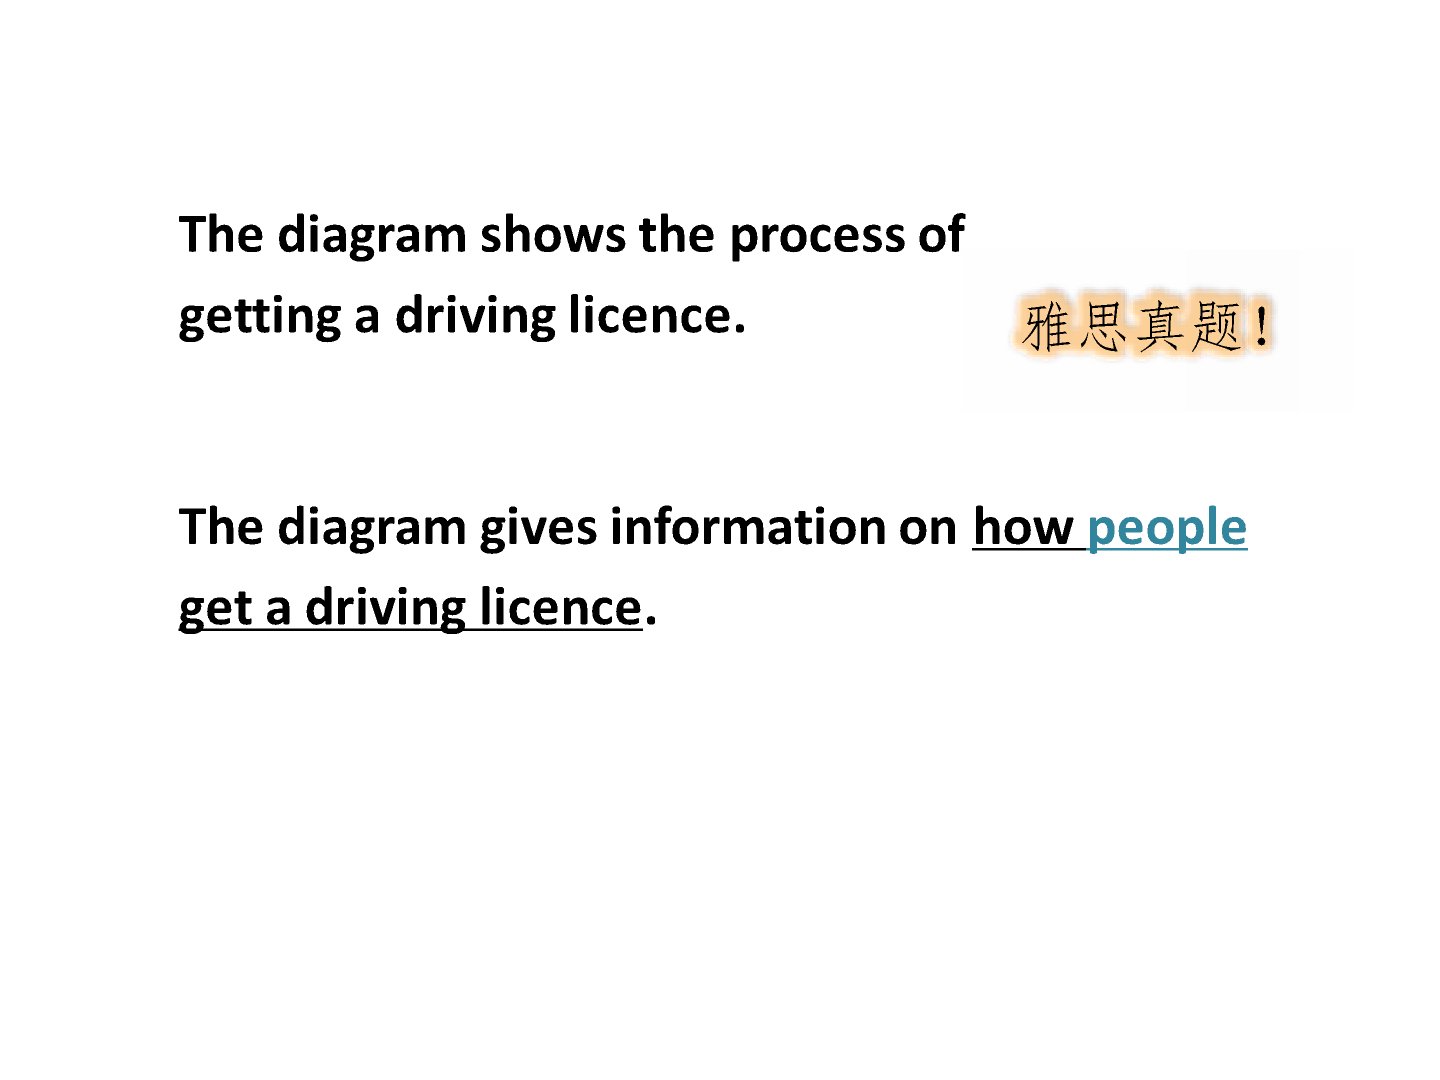 The diagram shows the process of
getting a driving licence.
雅思真题!
The diagram gives information on how people
get a driving licence.